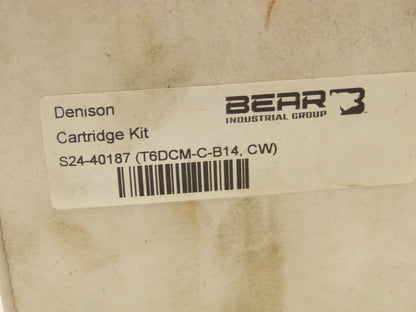 Denison
BEAR
INDUSTRIAL GROUP
Cartridge Kit
S24-40187 (T6DCM-C-B14, CW)